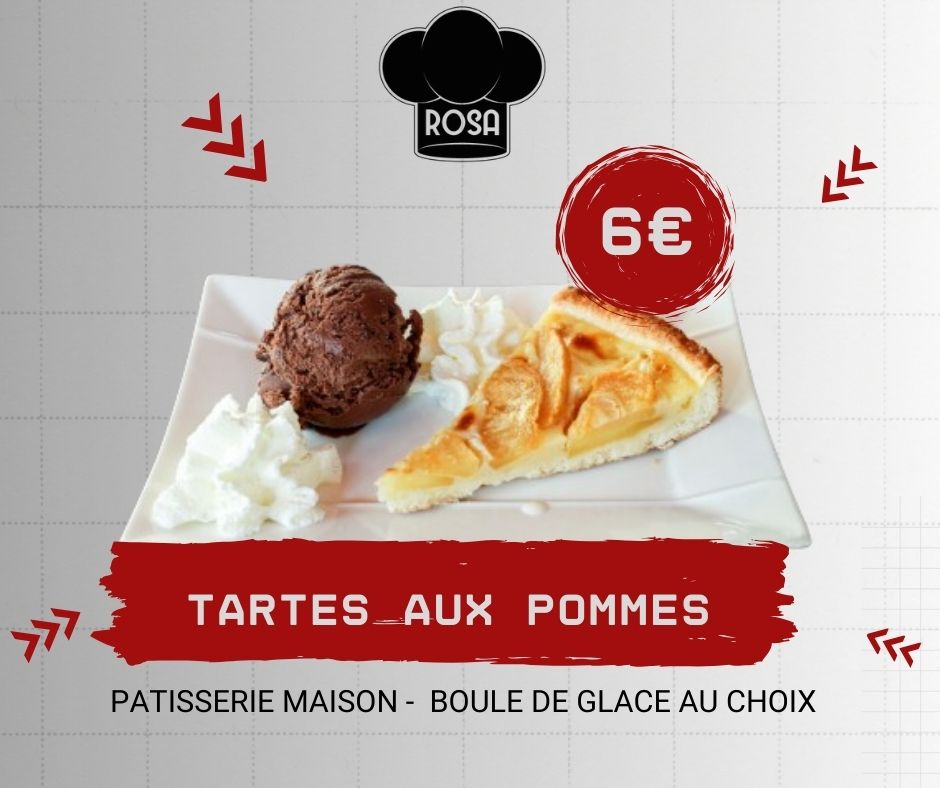 ROSA
6€
TARTES AUX POMMES
PATISSERIE MAISON - BOULE DE GLACE AU CHOIX